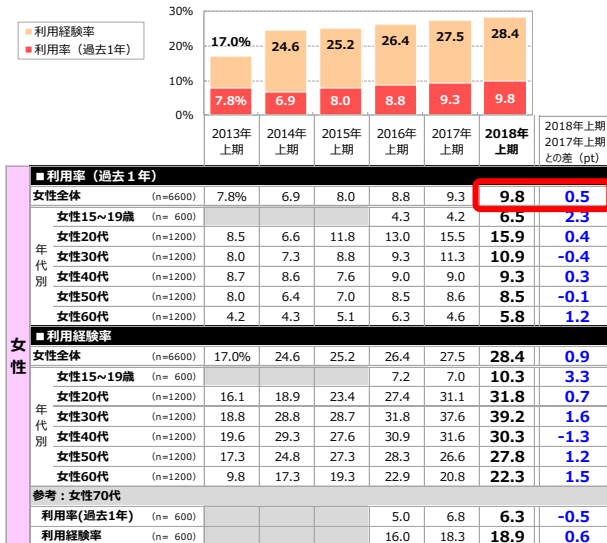 30%
20%
10%
0%
利用経験率
利用率（過去1年）
17.0% 24.6 25.2 26.4 27.5 28.4
7.8% 6.9 8.0 8.8 9.3 9.8
2013年上期 2014年上期 2015年上期 2016年上期 2017年上期 2018年上期 2018年上期2017年上期との差（pt）
女性
■利用率（過去１年）
女性全体 （n=6600） 7.8% 6.9 8.0 8.8 9.3 9.8 0.5
年代別
女性15~19歳 （n= 600） 4.3 4.2 6.5 2.3
女性20代 （n=1200） 8.5 6.6 11.8 13.0 15.5 15.9 0.4
女性30代 （n=1200） 8.0 7.3 8.8 9.3 11.3 10.9 -0.4
女性40代 （n=1200） 8.7 8.6 7.6 9.0 9.0 9.3 0.3
女性50代 （n=1200） 8.0 6.4 7.0 8.5 8.6 8.5 -0.1
女性60代 （n=1200） 4.2 4.3 5.1 6.3 4.6 5.8 1.2
■利用経験率
女性全体 （n=6600） 17.0% 24.6 25.2 26.4 27.5 28.4 0.9
年代別
女性15~19歳 （n= 600） 7.2 7.0 10.3 3.3
女性20代 （n=1200） 16.1 18.9 23.4 27.4 31.1 31.8 0.7
女性30代 （n=1200） 18.8 28.8 28.7 31.8 37.6 39.2 1.6
女性40代 （n=1200） 19.6 29.3 27.6 30.9 31.6 30.3 -1.3
女性50代 （n=1200） 17.3 24.8 27.3 28.3 26.6 27.8 1.2
女性60代 （n=1200） 9.8 17.3 19.3 22.9 20.8 22.3 1.5
参考：女性70代
利用率(過去1年) （n= 600） 5.0 6.8 6.3 -0.5
利用経験率 （n= 600） 16.0 18.3 18.9 0.6